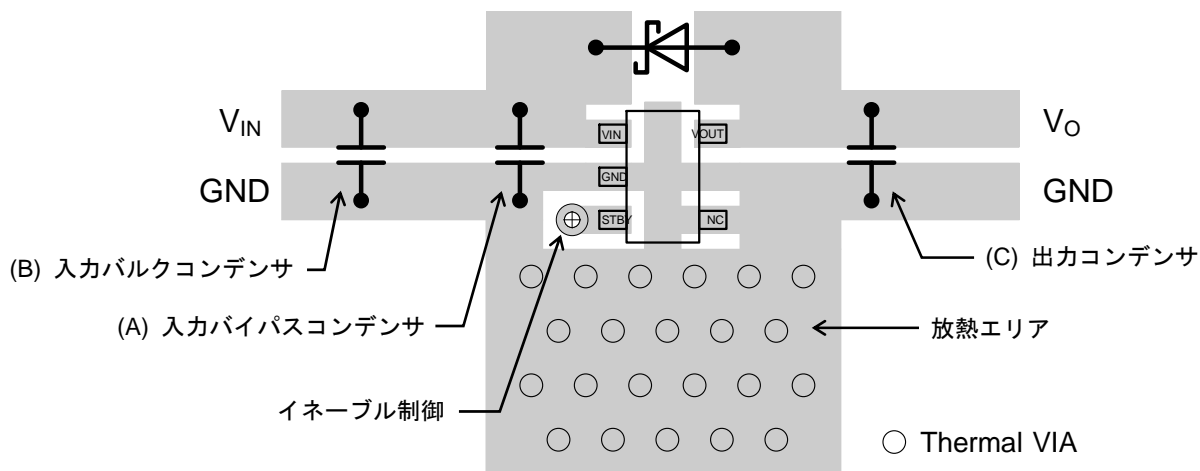 VIN
VOUT
VIN
VO
GND
GND
GND
STBY
NC
(B) 入力バルクコンデンサ
(C) 出力コンデンサ
(A) 入力バイパスコンデンサ
放熱エリア
イネーブル制御
Thermal VIA